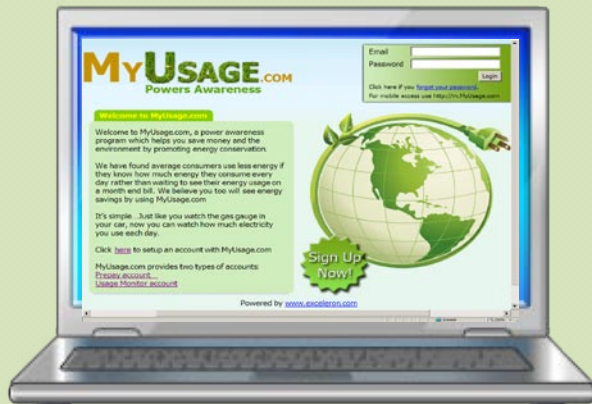 MYUSAGE.COM
Powers Awareness
Email
Password
Login
Click here if you forgot your password.
For mobile access use http://m.MyUsage.com
Welcome to MyUsage.com
Welcome to MyUsage.com, a power awareness
program which helps you save money and the
environment by promoting energy conservation.
We have found average consumers use less energy if
they know how much energy they consume every
day rather than waiting to see their energy usage on
a month end bill. We believe you too will see energy
savings by using MyUsage.com
It's simple...Just like you watch the gas gauge in
your car, now you can watch how much electricity
you use each day.
Click here to setup an account with MyUsage.com
MyUsage.com provides two types of accounts:
Prepay account
Usage Monitor account
Sign Up
Now!
Powered by www.exceleron.com